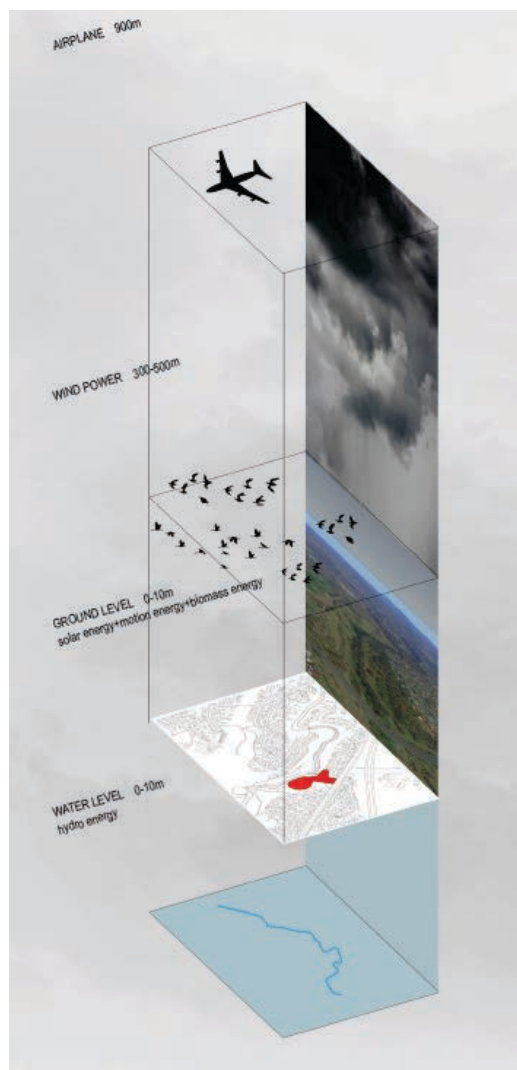 AIRPLANE 900m
WIND POWER 300-500m
GROUND LEVEL 0-10m
solar energy+motion energy+biomass energy
WATER LEVEL 0-10m
hydro energy